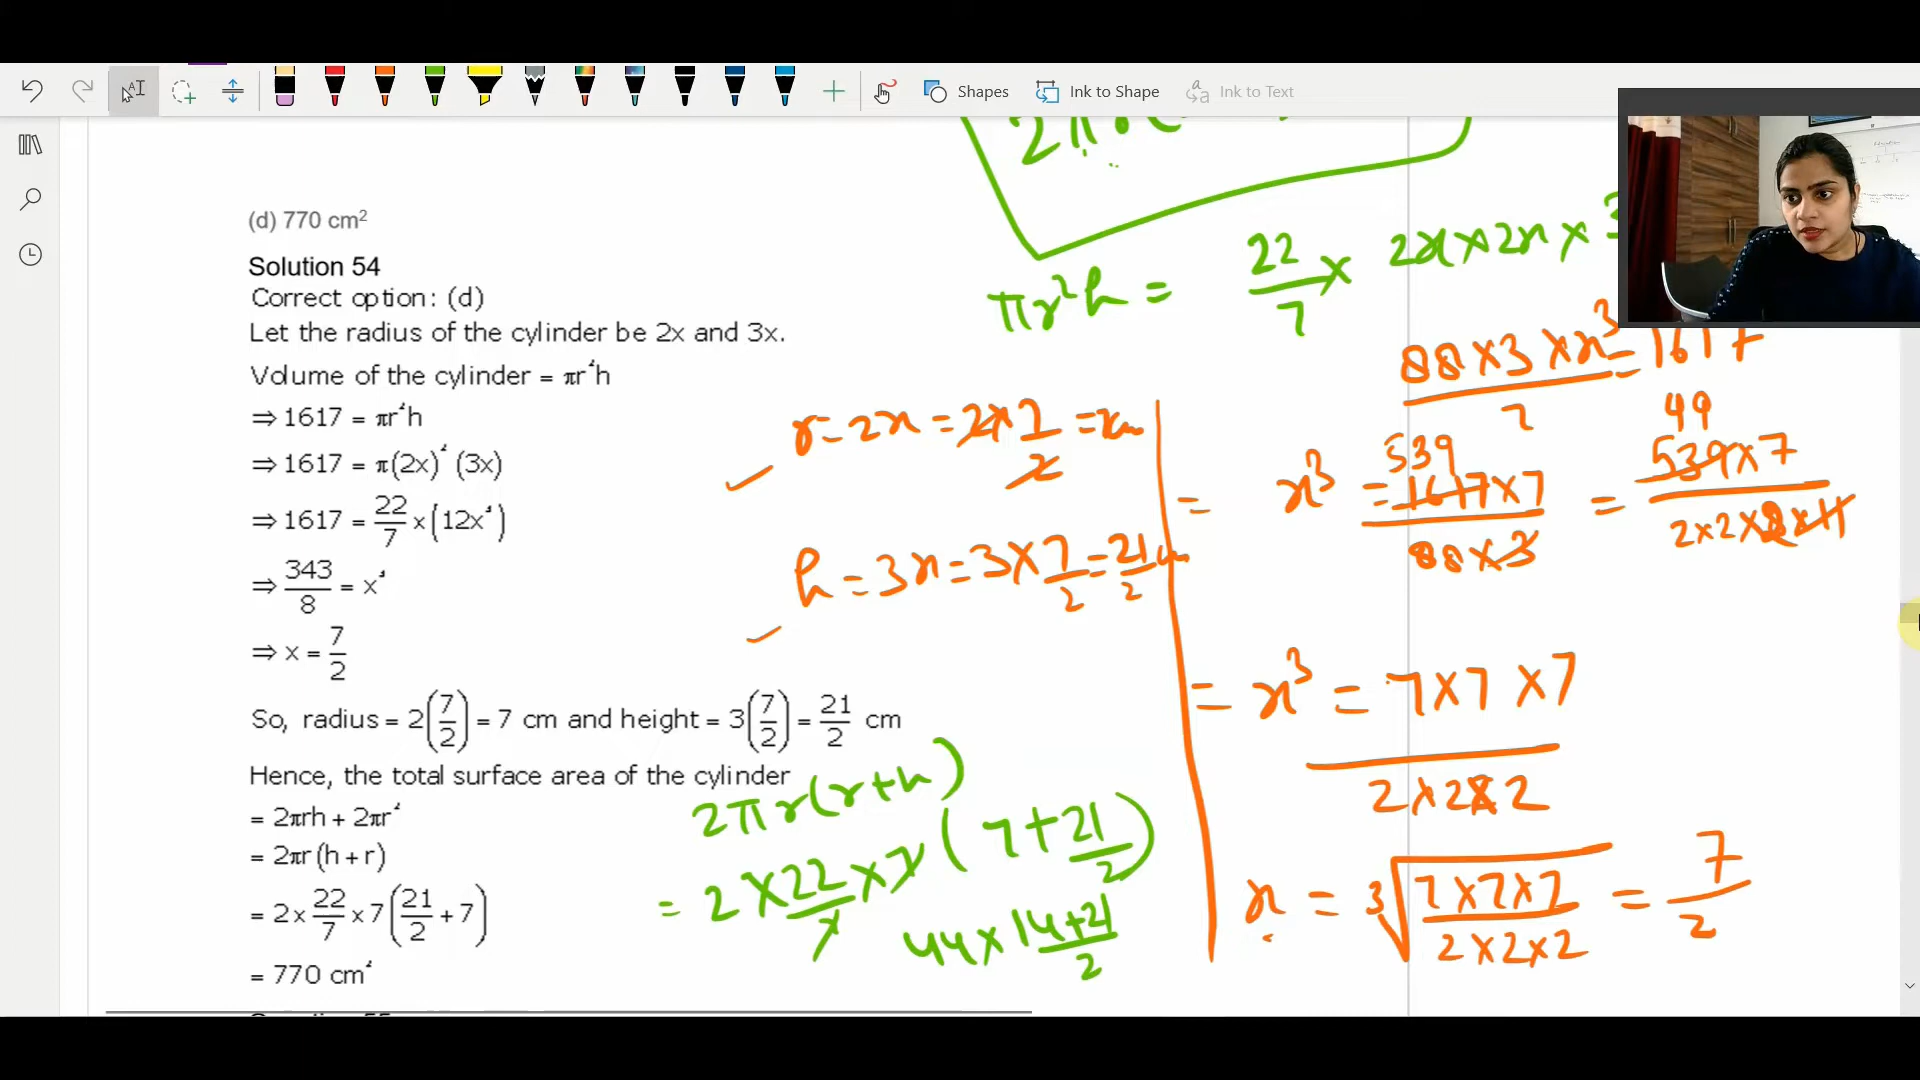 Shapes
Ink to Shape
Ink to Text
(d) 770 cm²
Solution 54
Correct option: (d)
Let the radius of the cylinder be 2x and 3x.
Volume of the cylinder = πr²h
⇒ 1617 = πr²h
⇒ 1617 = π(2x)² (3x)
⇒ 1617 = 22/7 × (12x³)
⇒ 343/8 = x³
⇒ x = 7/2
So, radius = 2(7/2) = 7 cm and height = 3(7/2) = 21/2 cm
Hence, the total surface area of the cylinder
= 2πrh + 2πr²
= 2πr (h + r)
= 2 × 22/7 × 7(21/2 + 7)
= 770 cm²
πr²h = 22/7 × 2x × 2x × 3
88 × 3 × x³ / 7 = 1617
r = 2x = 2 × 7/2 = 7cm
h = 3x = 3 × 7/2 = 21/2 cm
539 49
= x³ = 1617 × 7 / 88 × 3 = 539 × 7 / 2 × 2 × 2 × 11
= x³ = 7 × 7 × 7 / 2 × 2 × 2
x = ³√7 × 7 × 7 / 2 × 2 × 2 = 7/2
2πr(r + h)
= 2 × 22/7 × 7 (7 + 21/2)
44 × 14 + 21 / 2